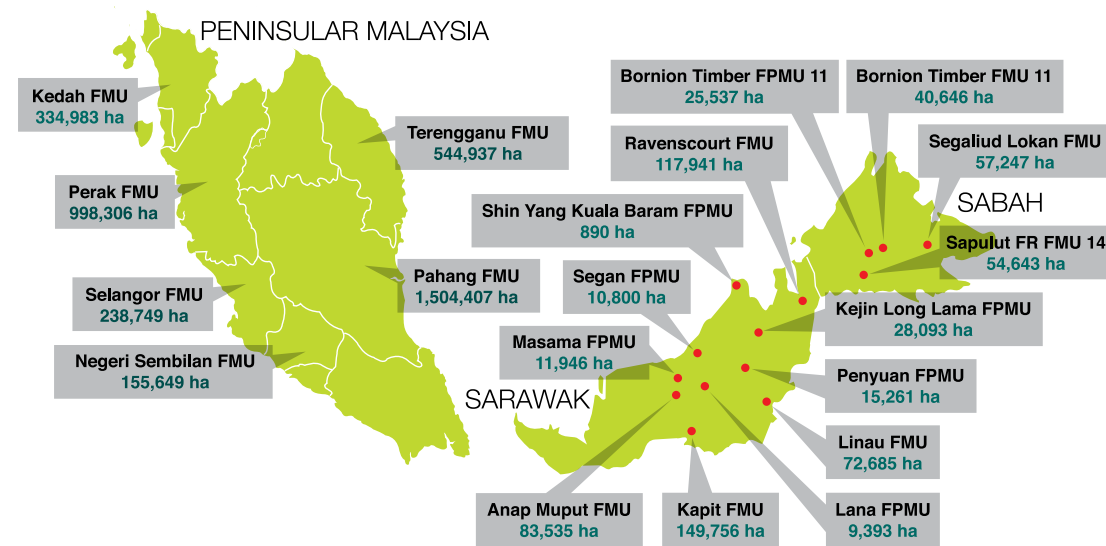 PENINSULAR MALAYSIA
Kedah FMU
334,983 ha
Terengganu FMU
544,937 ha
Perak FMU
998,306 ha
Pahang FMU
1,504,407 ha
Selangor FMU
238,749 ha
Negeri Sembilan FMU
155,649 ha
Bornion Timber FPMU 11
25,537 ha
Bornion Timber FMU 11
40,646 ha
Ravenscourt FMU
117,941 ha
Segaliud Lokan FMU
57,247 ha
SABAH
Shin Yang Kuala Baram FPMU
890 ha
Sapulut FR FMU 14
54,643 ha
Segan FPMU
10,800 ha
Kejin Long Lama FPMU
28,093 ha
Masama FPMU
11,946 ha
Penyuan FPMU
15,261 ha
SARAWAK
Linau FMU
72,685 ha
Anap Muput FMU
83,535 ha
Kapit FMU
149,756 ha
Lana FPMU
9,393 ha